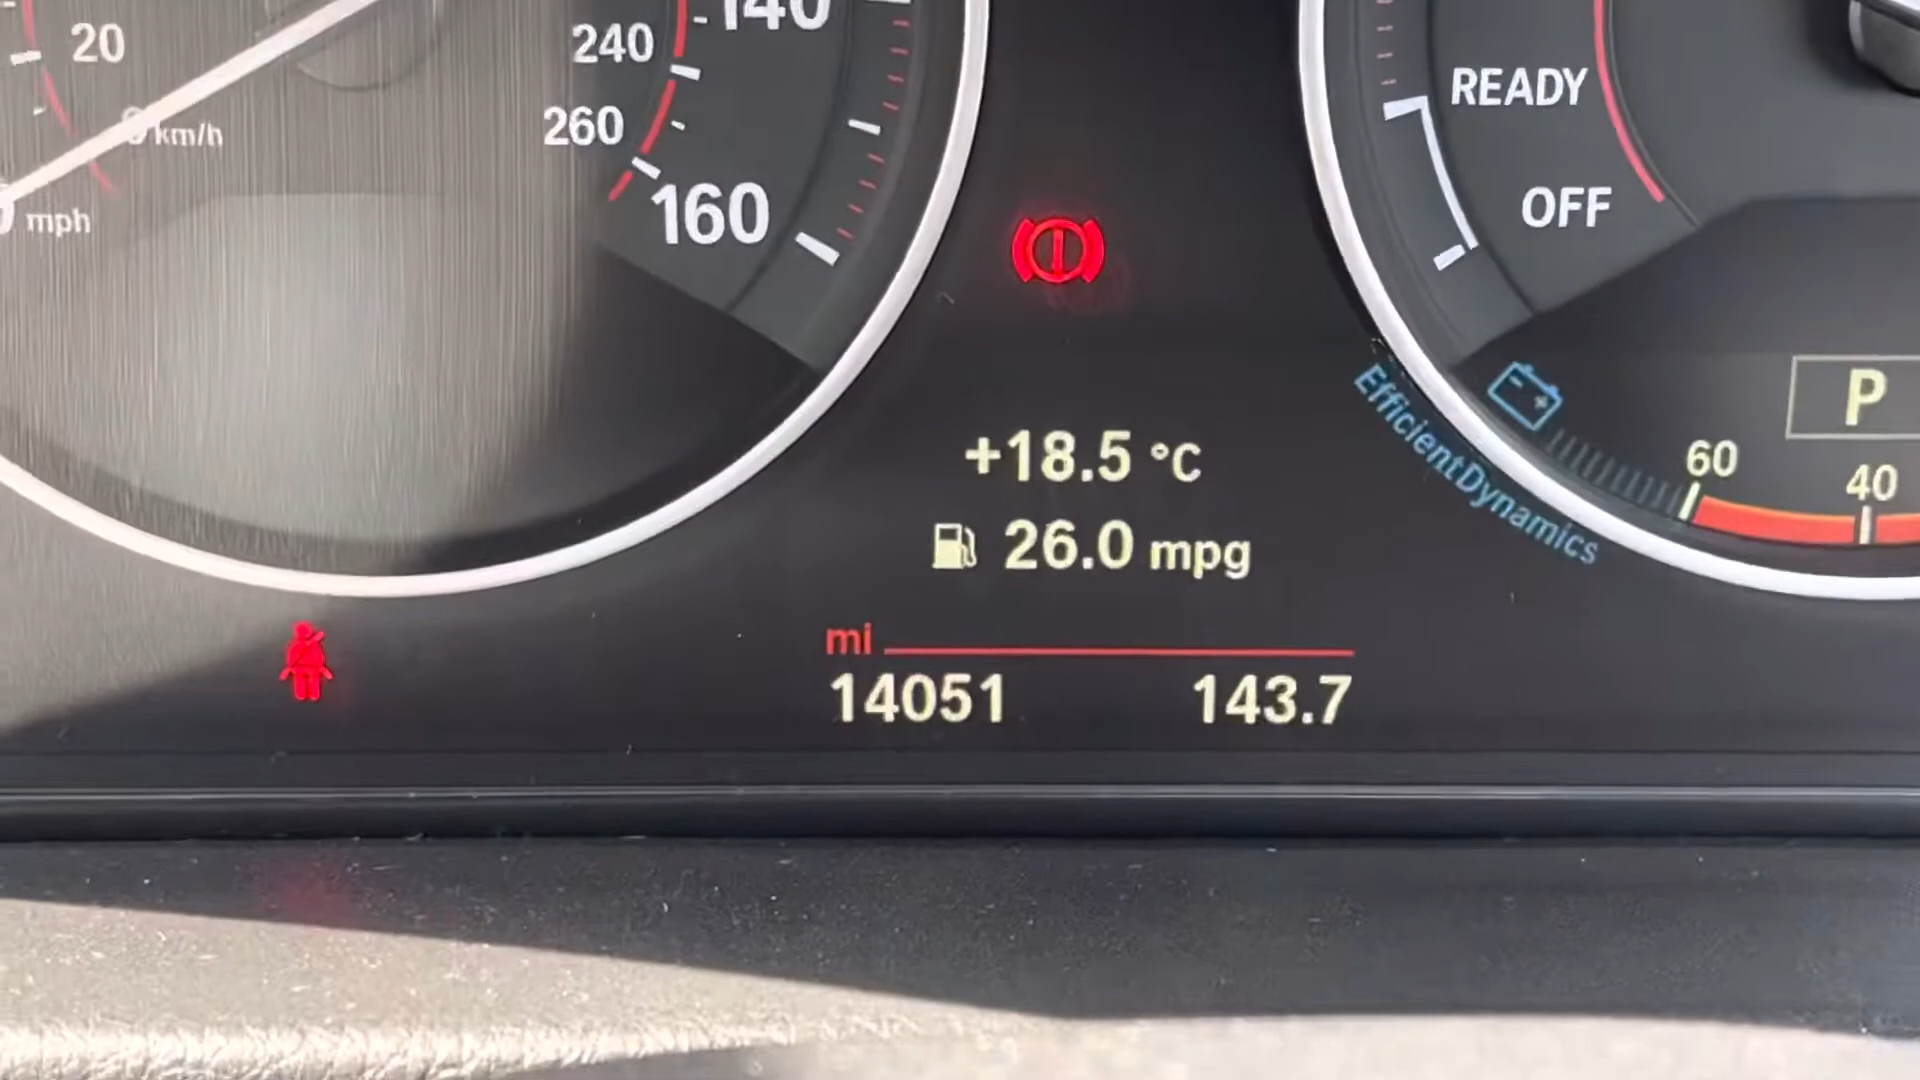 20
0 km/h
mph
240
140
260
160
READY
OFF
+18.5 °C
26.0 mpg
EfficientDynamics
P
60
40
mi
14051 143.7